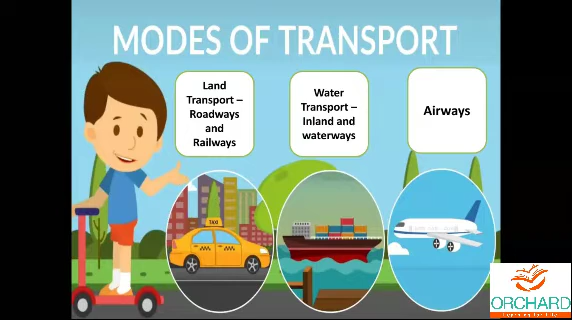 MODES OF TRANSPORT
Land
Transport –
Roadways
and
Railways
Water
Transport –
Inland and
waterways
Airways
TAXI
ORCHARD